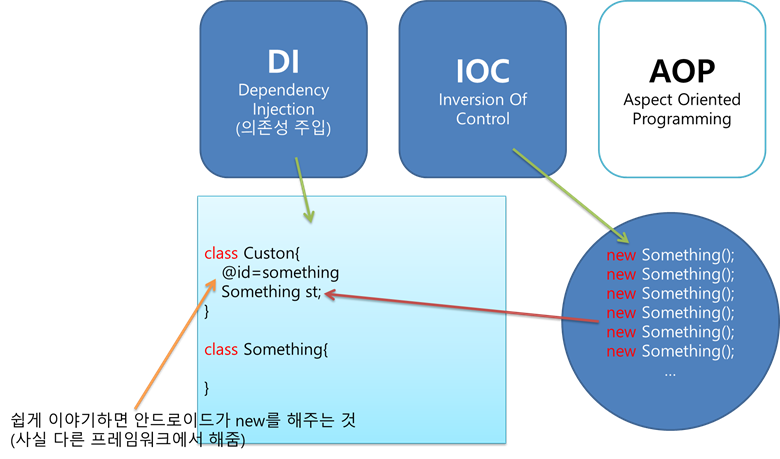 DI
Dependency
Injection
(의존성 주입)
IOC
Inversion Of
Control
AOP
Aspect Oriented
Programming
class Custon{
@id=something
Something st;
}
class Something{
}
new Something();
new Something();
new Something();
new Something();
new Something();
new Something();
...
쉽게 이야기하면 안드로이드가 new를 해주는 것
(사실 다른 프레임워크에서 해줌)